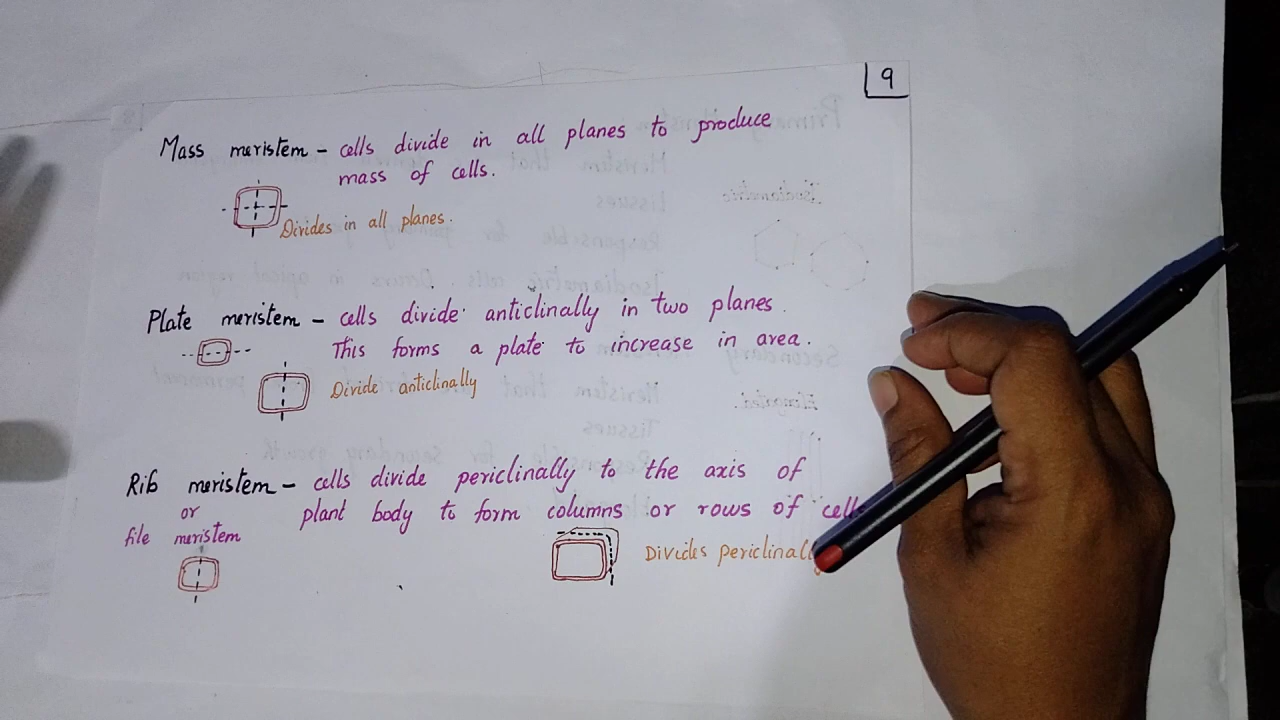 9
Mass meristem - cells divide in all planes to produce
mass of cells.
Divides in all planes.
Plate meristem - cells divide anticlinally in two planes.
This forms a plate to increase in area.
Divide anticlinally
Rib meristem - cells divide periclinally to the axis of
or plant body to form columns or rows of cells
file meristem
Divides periclinally